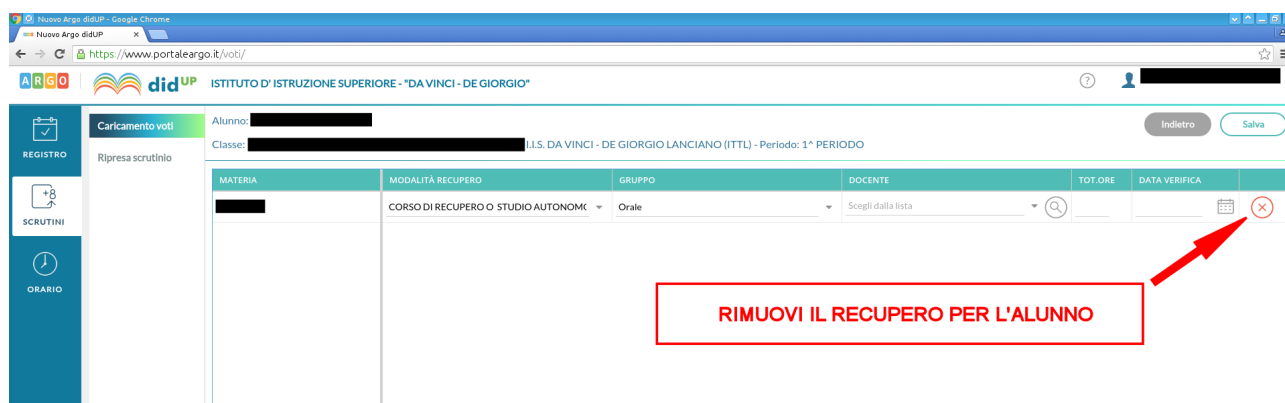 Nuovo Argo didUP - Google Chrome
Nuovo Argo didUP
https://www.portaleargo.it/voti/
ARGO didUP ISTITUTO D' ISTRUZIONE SUPERIORE - "DA VINCI - DE GIORGIO"
REGISTRO
SCRUTINI
+8
ORARIO
Caricamento voti
Ripresa scrutinio
Alunno:
Classe: I.I.S. DA VINCI - DE GIORGIO LANCIANO (ITTL) - Periodo: 1^ PERIODO
Indietro Salva
MATERIA MODALITÀ RECUPERO GRUPPO DOCENTE TOT.ORE DATA VERIFICA
CORSO DI RECUPERO O STUDIO AUTONOMO Orale Scegli dalla lista
RIMUOVI IL RECUPERO PER L'ALUNNO